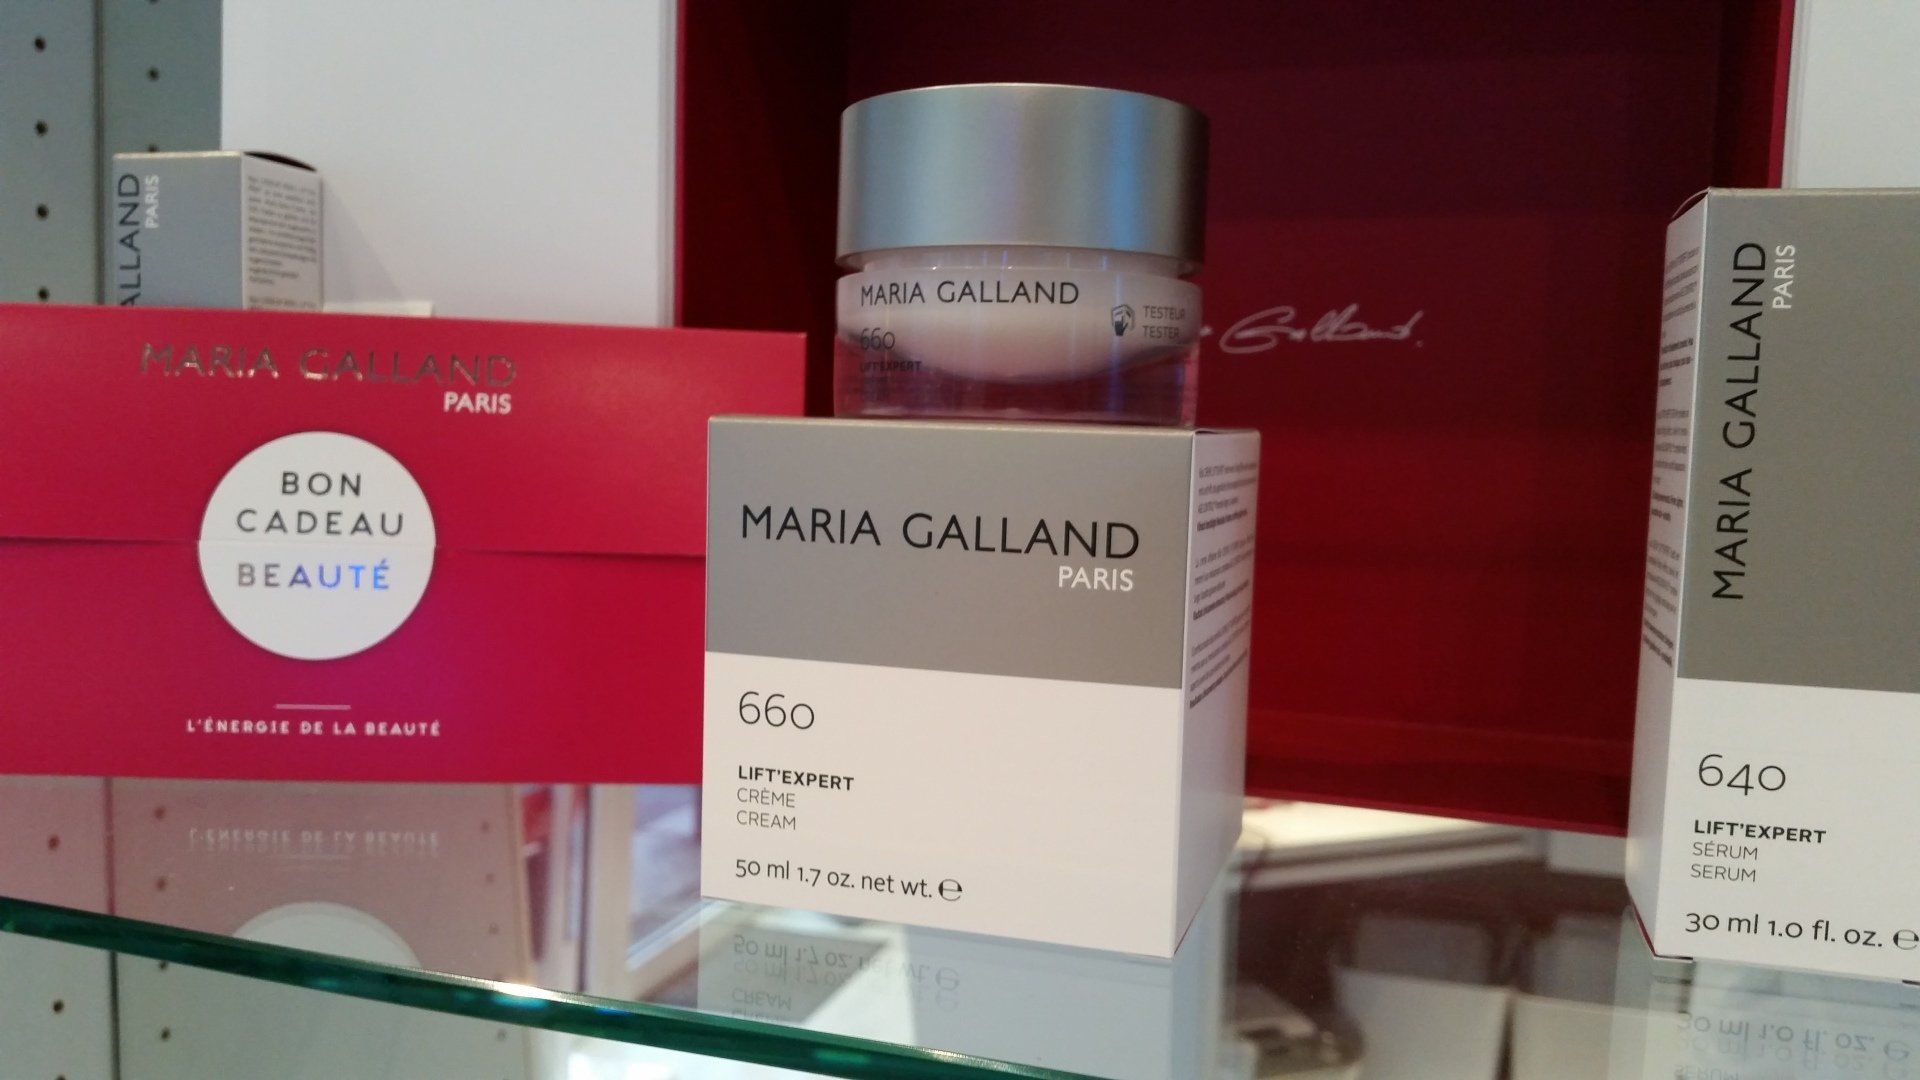 ALLAND
PARIS
MARIA GALLAND
PARIS
BON
CADEAU
BEAUTÉ
L'ÉNERGIE DE LA BEAUTÉ
MARIA GALLAND
660
LIFT'EXPERT
TESTEUR
TESTER
Galland.
MARIA GALLAND
PARIS
660
LIFT'EXPERT
CRÈME
CREAM
50 ml 1.7 oz. net wt. ℮
MARIA GALLAND
PARIS
640
LIFT'EXPERT
SÉRUM
SERUM
30 ml 1.0 fl. oz. ℮